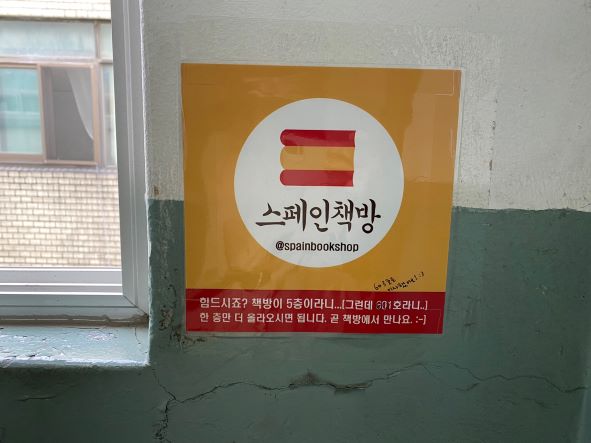 스페인책방
@spainbookshop
힘드시죠? 책방이 5층이라니...(그런데 601호라니..)
한 층만 더 올라오시면 됩니다. 곧 책방에서 만나요. :-)